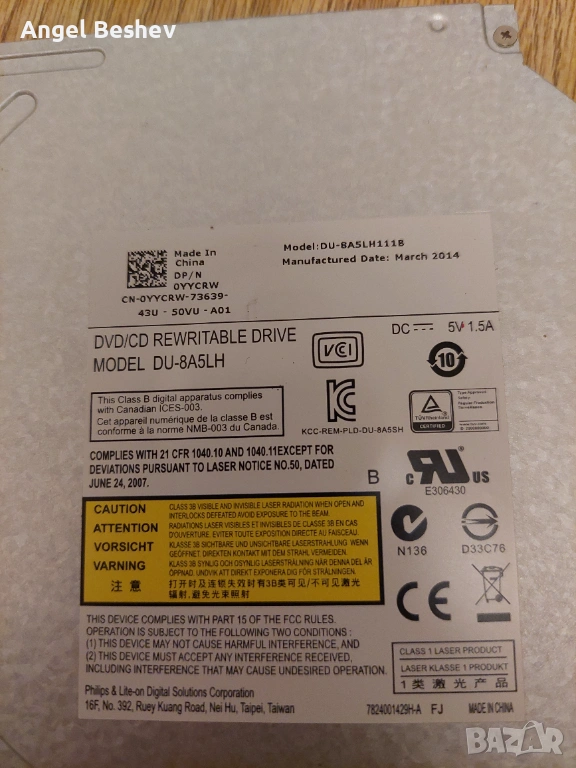 Angel Beshev
Made In
China
DP/N
0YYCRW
CN-0YYCRW-73639-
43U - 50VU - A01
Model:DU-8A5LH111B
Manufactured Date: March 2014
DVD/CD REWRITABLE DRIVE
MODEL DU-8A5LH
DC 5V 1.5A
VCI
10
This Class B digital apparatus complies
with Canadian ICES-003.
Cet appareil numérique de la classe B est
conforme à la norme NMB-003 du Canada.
KCC-REM-PLD-DU-8A5SH
CERTIFIED
COMPLIES WITH 21 CFR 1040.10 AND 1040.11EXCEPT FOR
DEVIATIONS PURSUANT TO LASER NOTICE NO.50, DATED
JUNE 24, 2007.
B
c RU US
E306430
CAUTION
CLASS 3B VISIBLE AND INVISIBLE LASER RADIATION WHEN OPEN AND
INTERLOCKS DEFEATED AVOID EXPOSURE TO THE BEAM.
ATTENTION
RADIATIONS LASER VISIBLES ET INVISIBLES DE CLASSE 3B EN CAS
D'OUVERTURE. EVITER TOUTE EXPOSITION DIRECTE AU FAISCEAU.
VORSICHT
KLASSE 3B SICHTBARE UND UNSICHTBARE LASERSTRAHLUNG, WENN
GEÖFFNET DIREKTEN KONTAKT MIT DEM STRAHL VERMEIDEN.
VARNING
KLASS 3B SYNLIG OCH OSYNLIG LASERSTRÅLNING NÄR DENNA DEL ÄR
ÖPPNAD, UNDVIK ATT DIREKT EXPONERA DIG FÖR STRÅLNING
注 意
打开时及连锁失效时有3B类可见/不可见激光
辐射,避免光束照射
N136
D33C76
CE
THIS DEVICE COMPLIES WITH PART 15 OF THE FCC RULES.
OPERATION IS SUBJECT TO THE FOLLOWING TWO CONDITIONS :
(1) THIS DEVICE MAY NOT CAUSE HARMFUL INTERFERENCE, AND
(2) THIS DEVICE MUST ACCEPT ANY INTERFERENCE RECEIVED,
INCLUDING INTERFERENCE THAT MAY CAUSE UNDESIRED OPERATION.
CLASS 1 LASER PRODUCT
LASER KLASSE 1 PRODUKT
1 类 激 光 产 品
Philips & Lite-on Digital Solutions Corporation
16F, No. 392, Ruey Kuang Road, Nei Hu, Taipei, Taiwan
7824001429H-A FJ
MADE IN CHINA
BAZAR